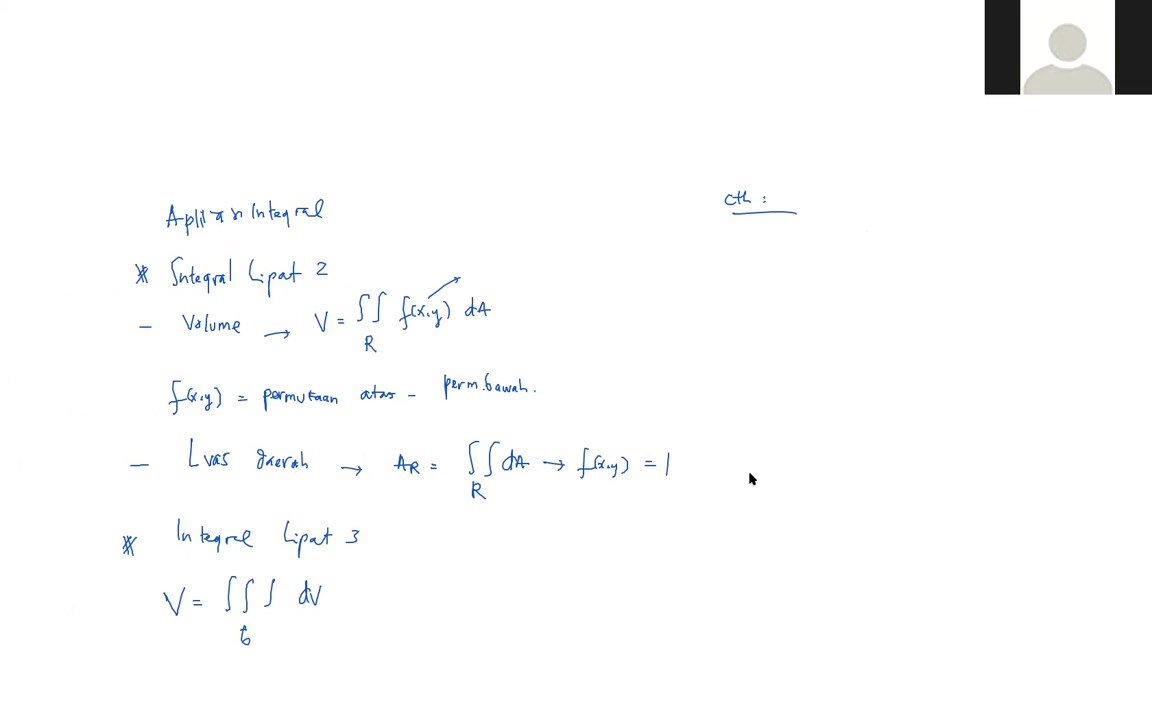 Aplikasi Integral
* Integral Lipat 2
- Volume → V = ∫∫ f(x,y) dA
R
f(x,y) = permukaan atas - perm. bawah.
- Luas daerah → AR = ∫∫ dA → f(x,y) = 1
R
* Integral Lipat 3
V = ∫∫∫ dV
G
Cth :